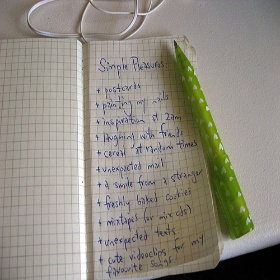 Simple Pleasures:
+ postcards
+ painting my nails
+ inspiration at 2am
+ laughing with friends
+ cereal at random times
+ unexpected mail
+ a smile from a stranger
+ freshly baked cookies
+ mixtapes (or mix cds)
+ unexpected texts
+ cute videoclips for my
favourite songs